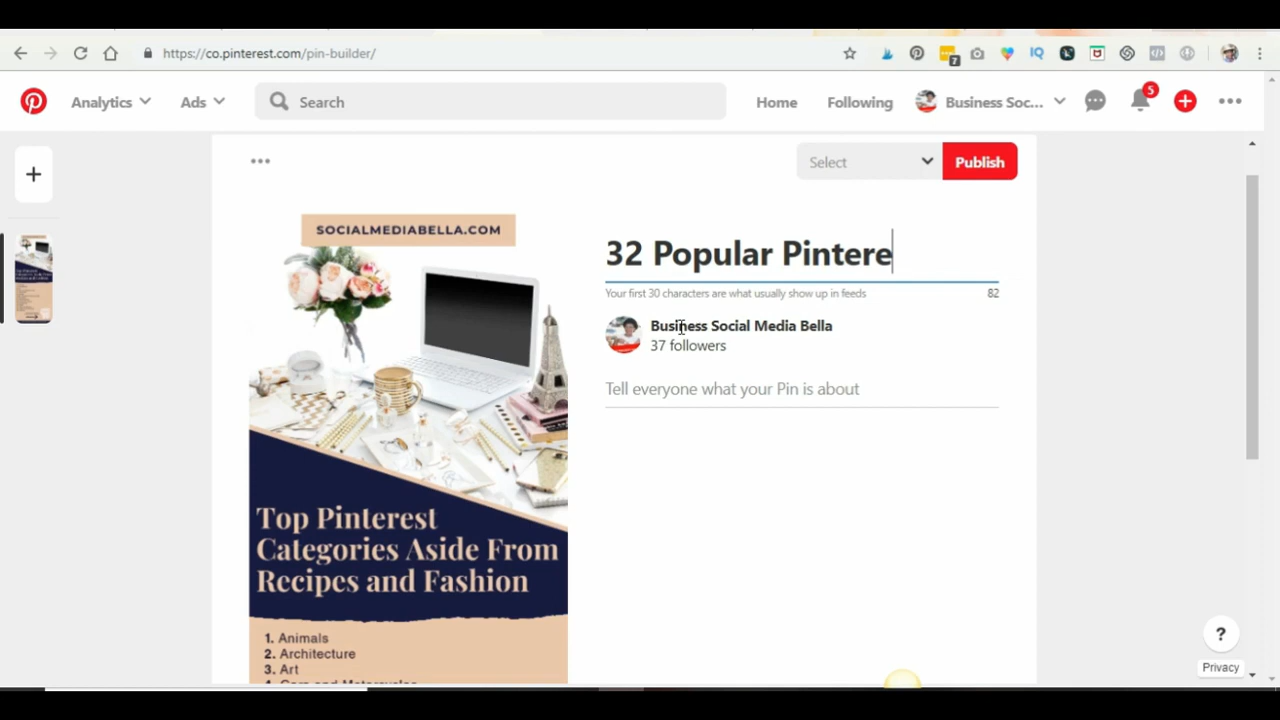 https://co.pinterest.com/pin-builder/
7
IQ
Analytics
Ads
Search
Home
Following
Business Soc...
5
Select
Publish
SOCIALMEDIABELLA.COM
32 Popular Pintere
Your first 30 characters are what usually show up in feeds
82
Business Social Media Bella
37 followers
Tell everyone what your Pin is about
Top Pinterest
Categories Aside From
Recipes and Fashion
1. Animals
2. Architecture
3. Art
?
Privacy